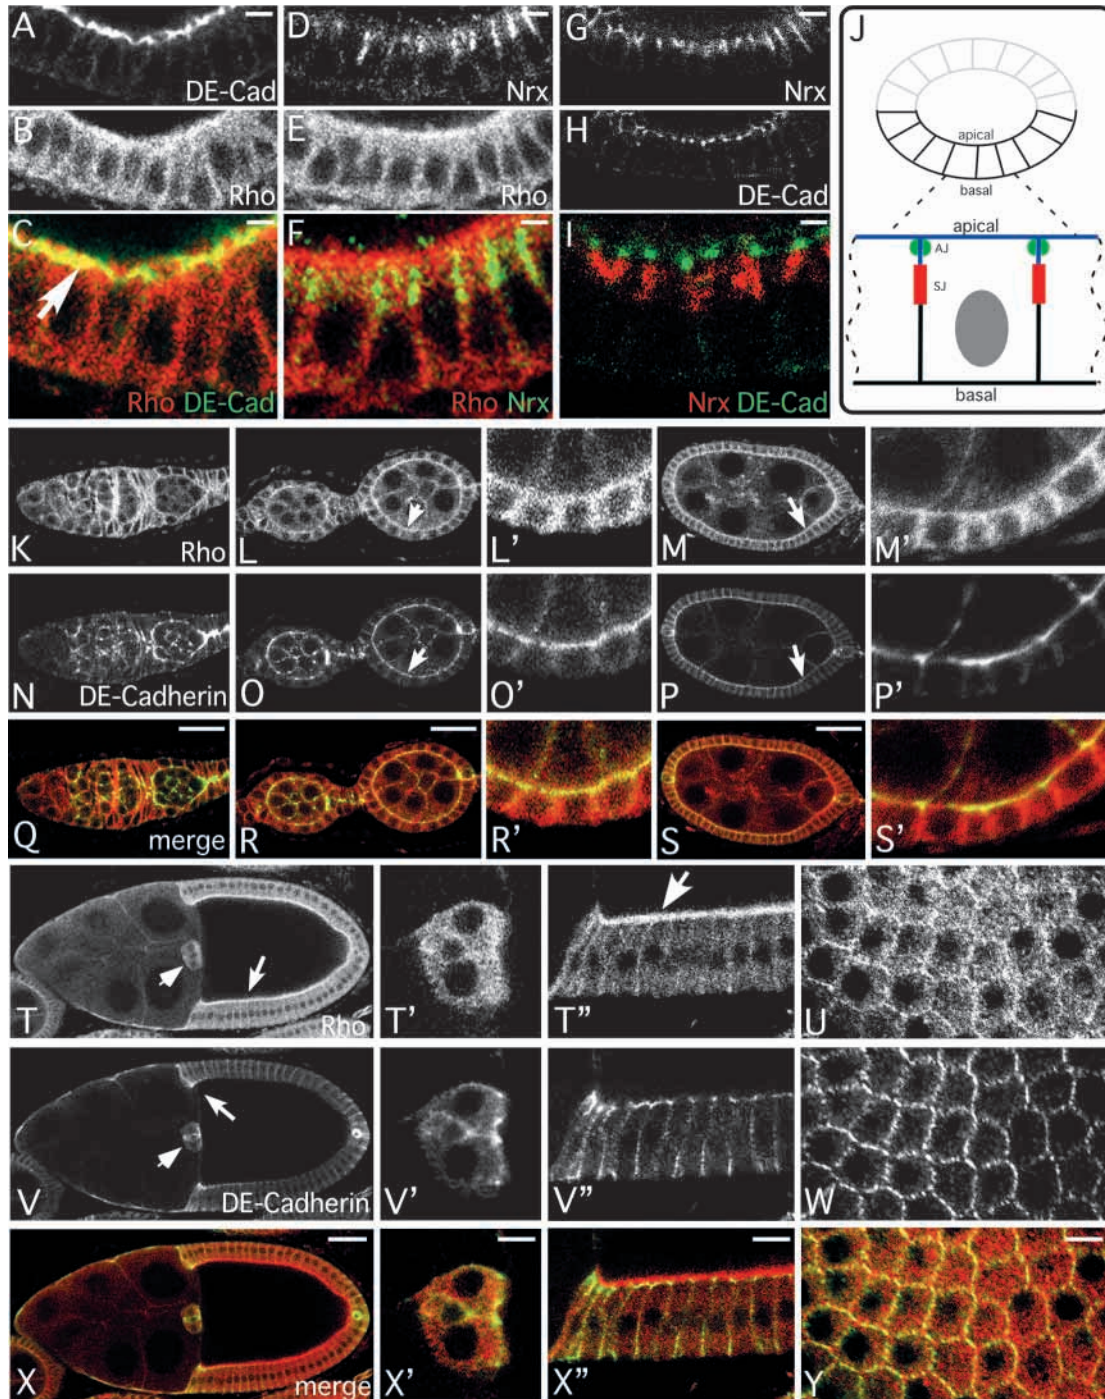 A
DE-Cad
D
Nrx
G
Nrx
J
B
Rho
E
Rho
H
DE-Cad
apical
basal
C
Rho DE-Cad
F
Rho Nrx
I
Nrx DE-Cad
apical
AJ
SJ
basal
K
Rho
L
L'
M
M'
N
DE-Cadherin
O
O'
P
P'
Q
merge
R
R'
S
S'
T
Rho
T'
T"
U
V
DE-Cadherin
V'
V"
W
X
merge
X'
X"
Y